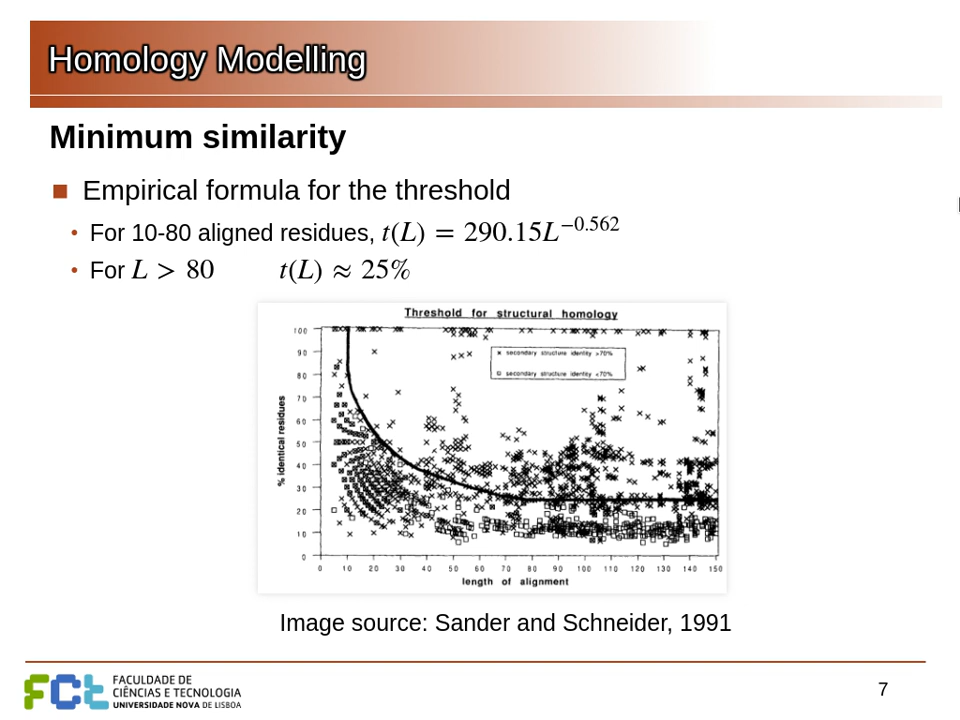 Homology Modelling
Minimum similarity
Empirical formula for the threshold
• For 10-80 aligned residues, t(L) = 290.15L^−0.562
• For L > 80 t(L) ≈ 25%
Threshold for structural homology
100
90
80
70
60
50
40
30
20
10
0
% identical residues
x secondary structure identity >70%
□ secondary structure identity <70%
0 10 20 30 40 50 60 70 80 90 100 110 120 130 140 150
length of alignment
Image source: Sander and Schneider, 1991
FCT
FACULDADE DE
CIÊNCIAS E TECNOLOGIA
UNIVERSIDADE NOVA DE LISBOA
7